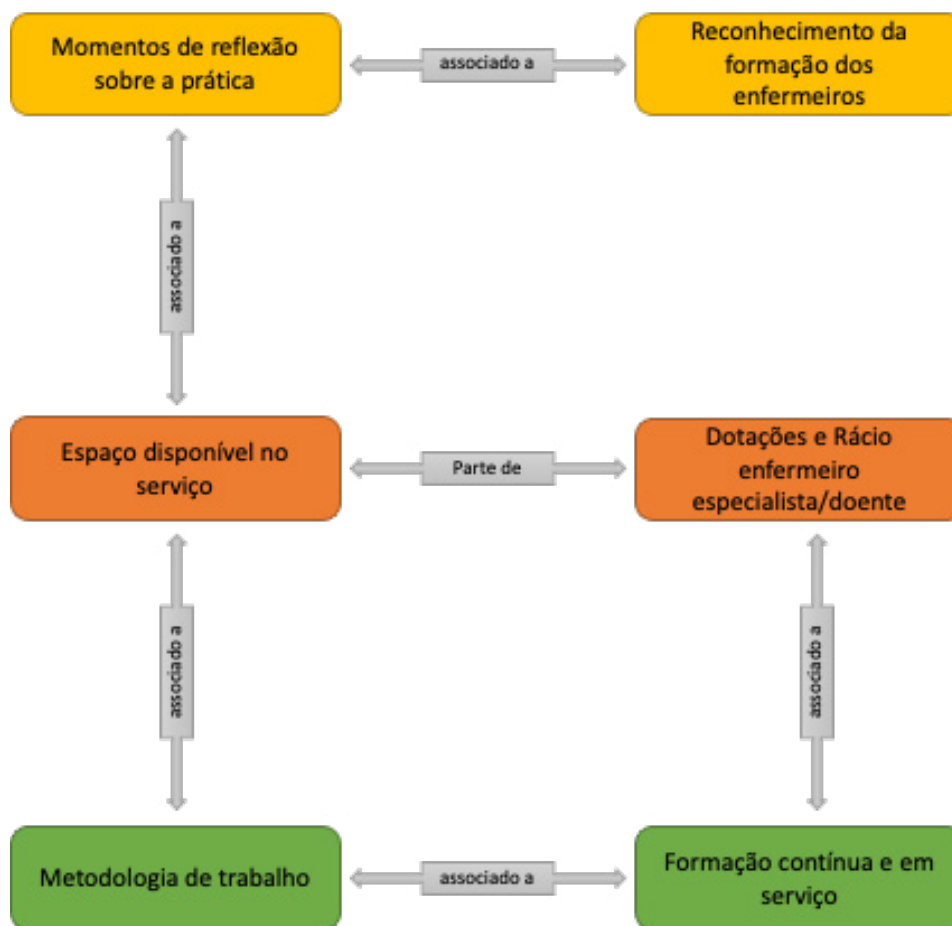 Momentos de reflexão
sobre a prática
associado a
Reconhecimento da
formação dos
enfermeiros
associado a
Espaço disponível no
serviço
Parte de
Dotações e Rácio
enfermeiro
especialista/doente
associado a
associado a
Metodologia de trabalho
associado a
Formação contínua e em
serviço